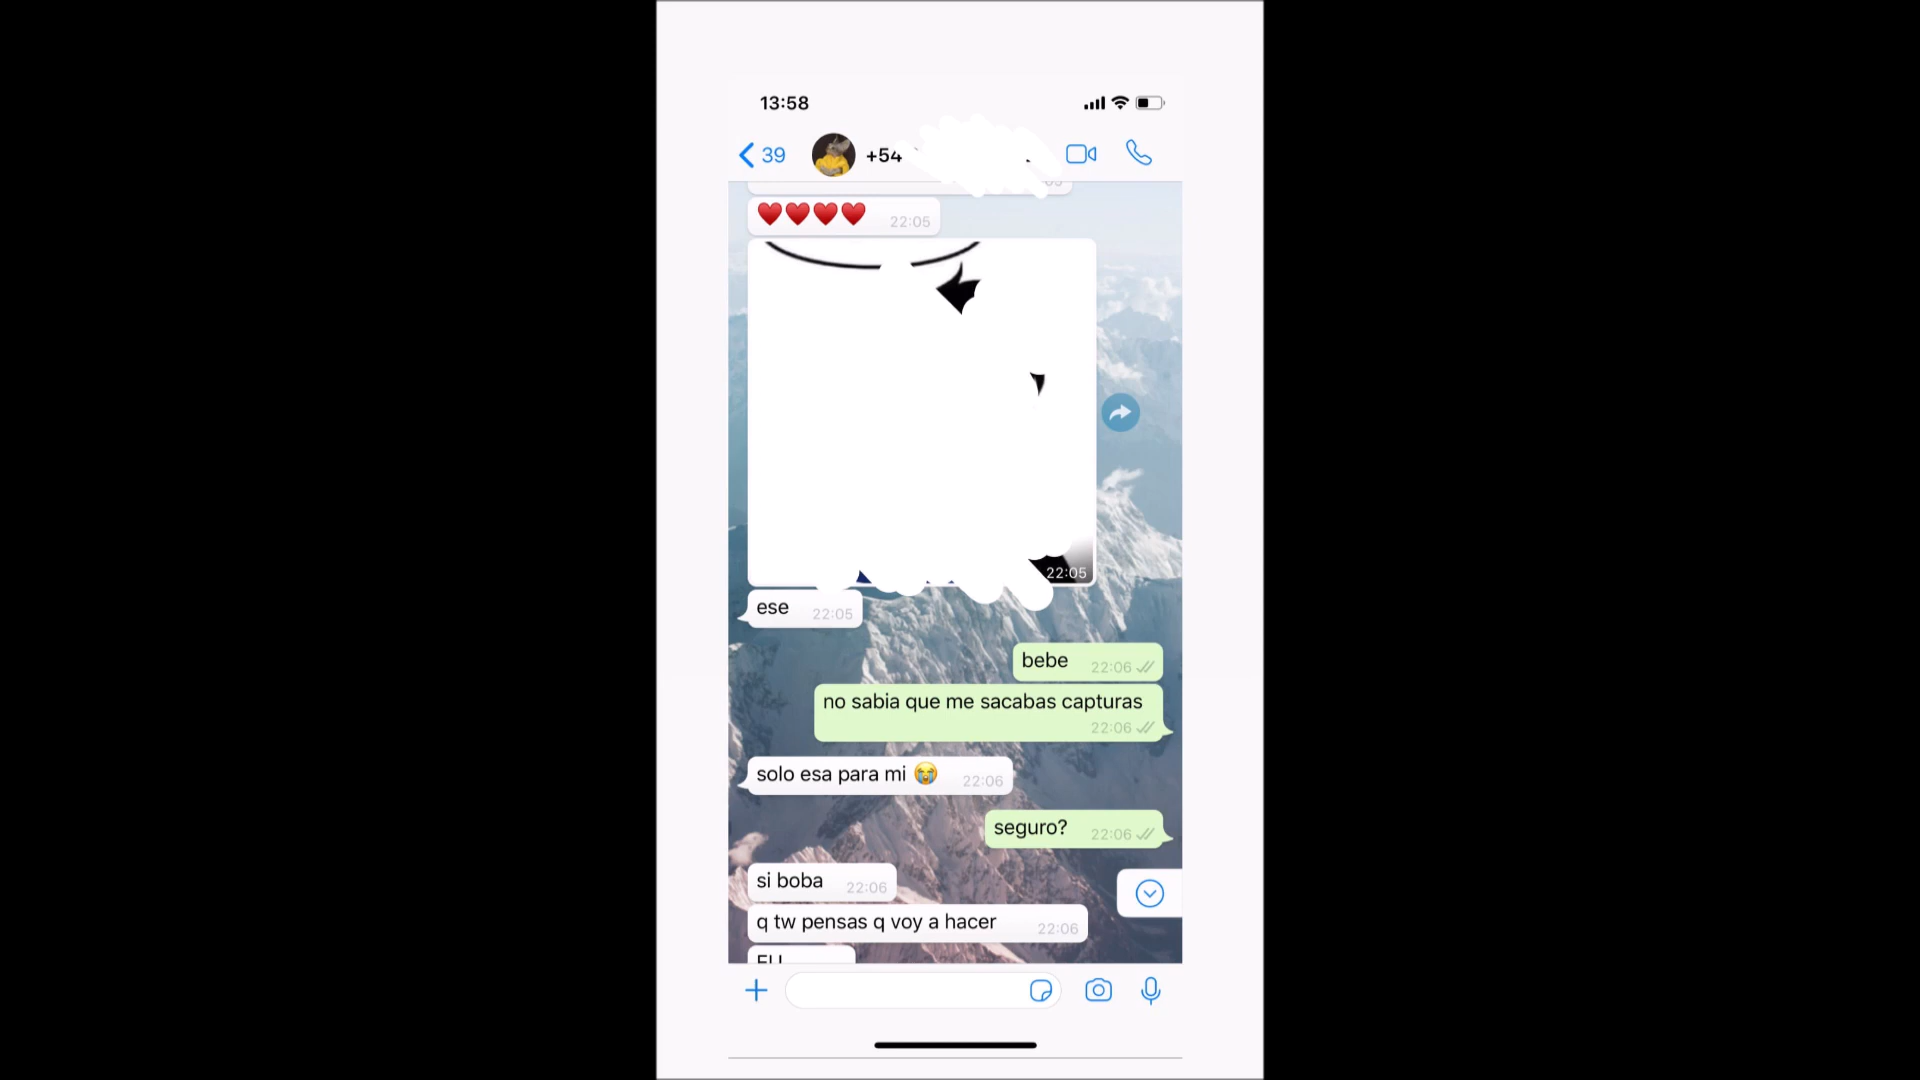 13:58
39
+54
❤️❤️❤️❤️ 22:05
22:05
ese 22:05
bebe 22:06
no sabia que me sacabas capturas
22:06
solo esa para mi 😭 22:06
seguro? 22:06
si boba 22:06
q tw pensas q voy a hacer 22:06